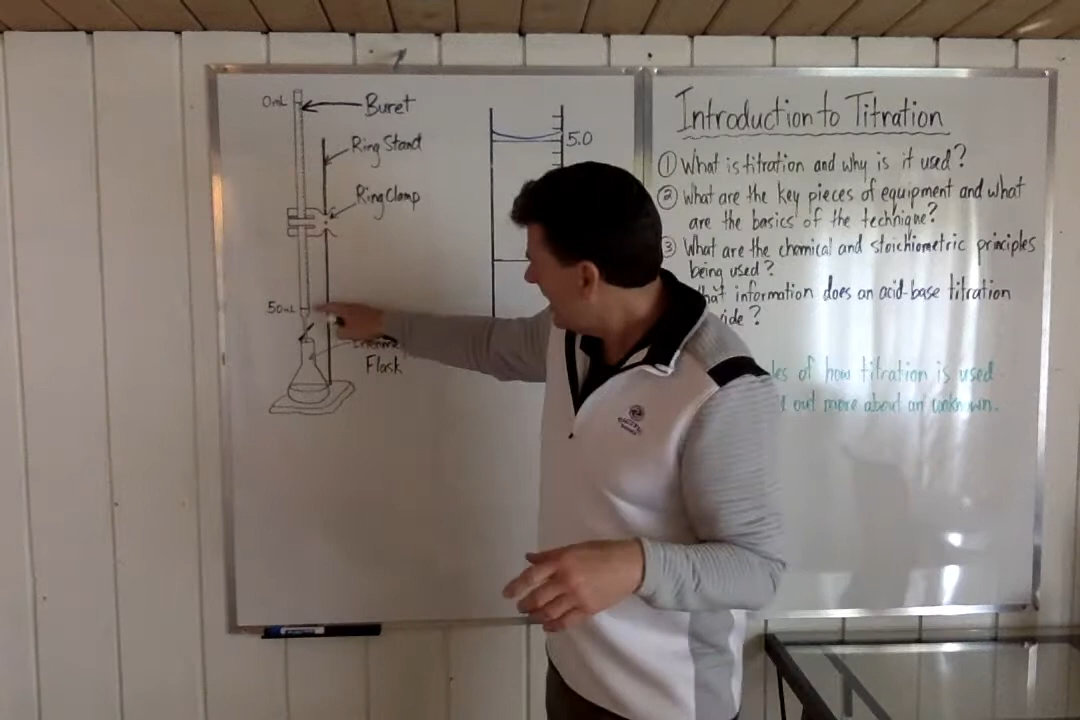 0mL
Buret
Ring Stand
Ring Clamp
50mL
Flask
5.0
Introduction to Titration
① What is titration and why is it used?
② What are the key pieces of equipment and what
are the basics of the technique?
③ What are the chemical and stoichiometric principles
being used?
hat information does an acid-base titration
ide?
les of how titration is used
out more about an unknown.